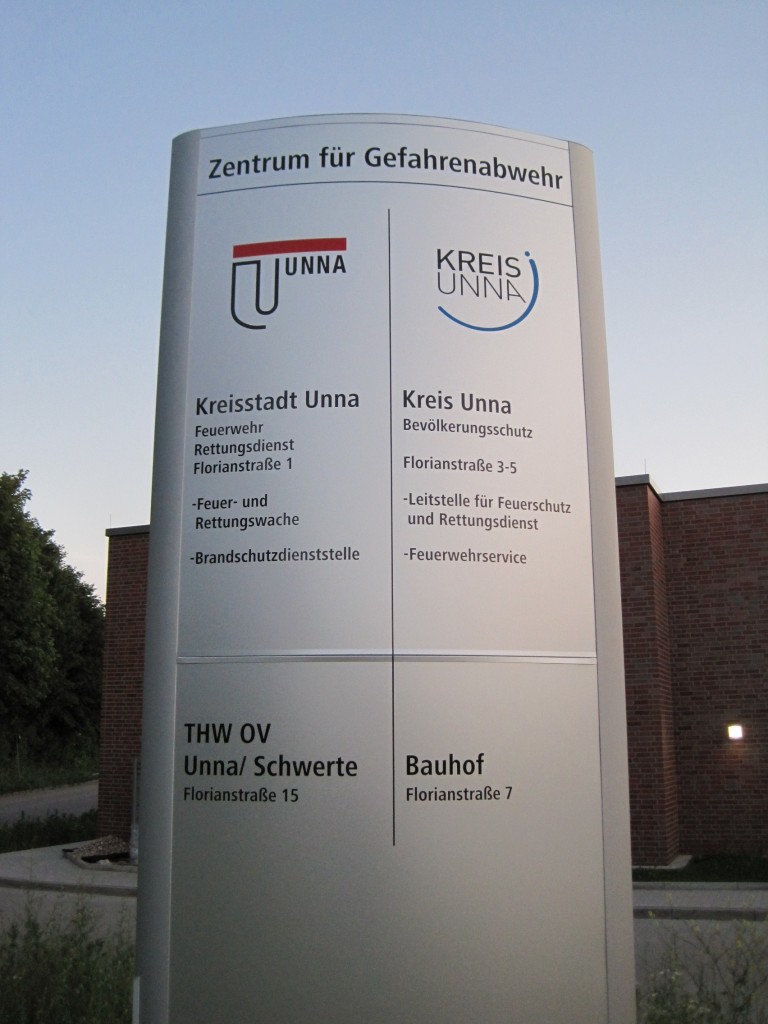 Zentrum für Gefahrenabwehr
UNNA
Kreisstadt Unna
Feuerwehr
Rettungsdienst
Florianstraße 1
-Feuer- und
Rettungswache
-Brandschutzdienststelle
KREIS
UNNA
Kreis Unna
Bevölkerungsschutz
Florianstraße 3-5
-Leitstelle für Feuerschutz
und Rettungsdienst
-Feuerwehrservice
THW OV
Unna/ Schwerte
Florianstraße 15
Bauhof
Florianstraße 7